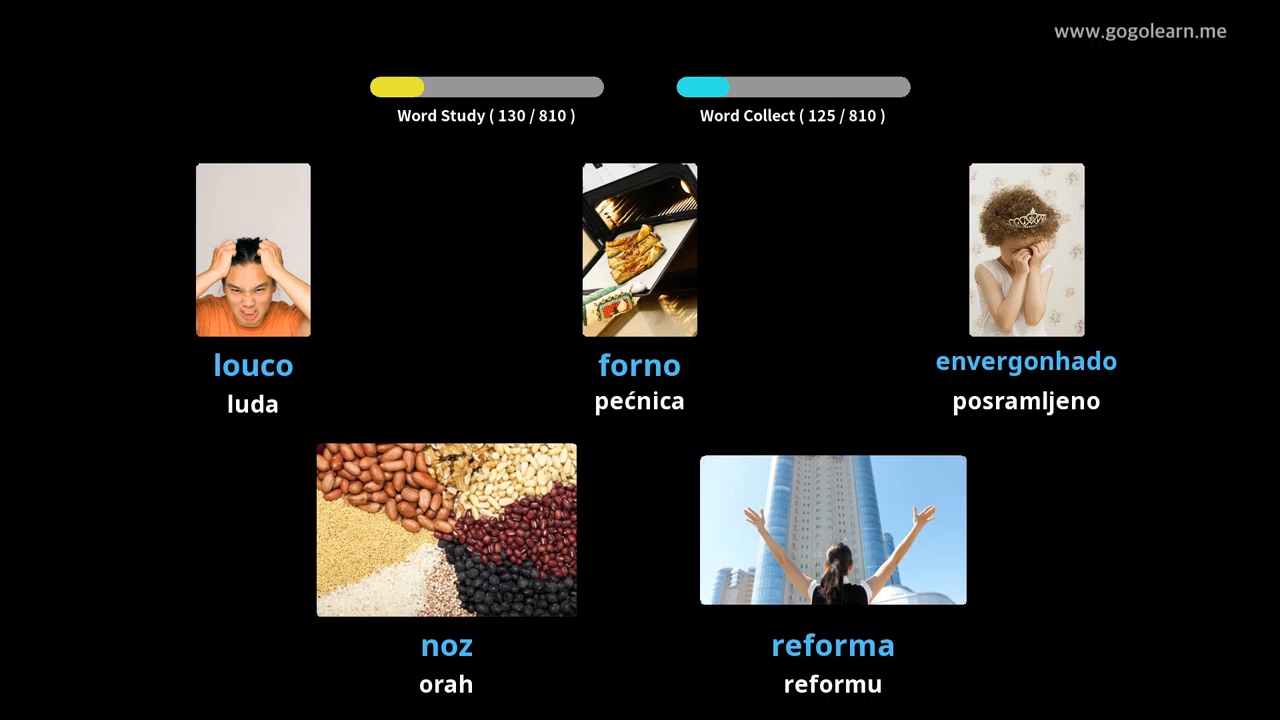 www.gogolearn.me
Word Study ( 130 / 810 )
Word Collect ( 125 / 810 )
louco
luda
forno
pećnica
envergonhado
posramljeno
noz
orah
reforma
reformu